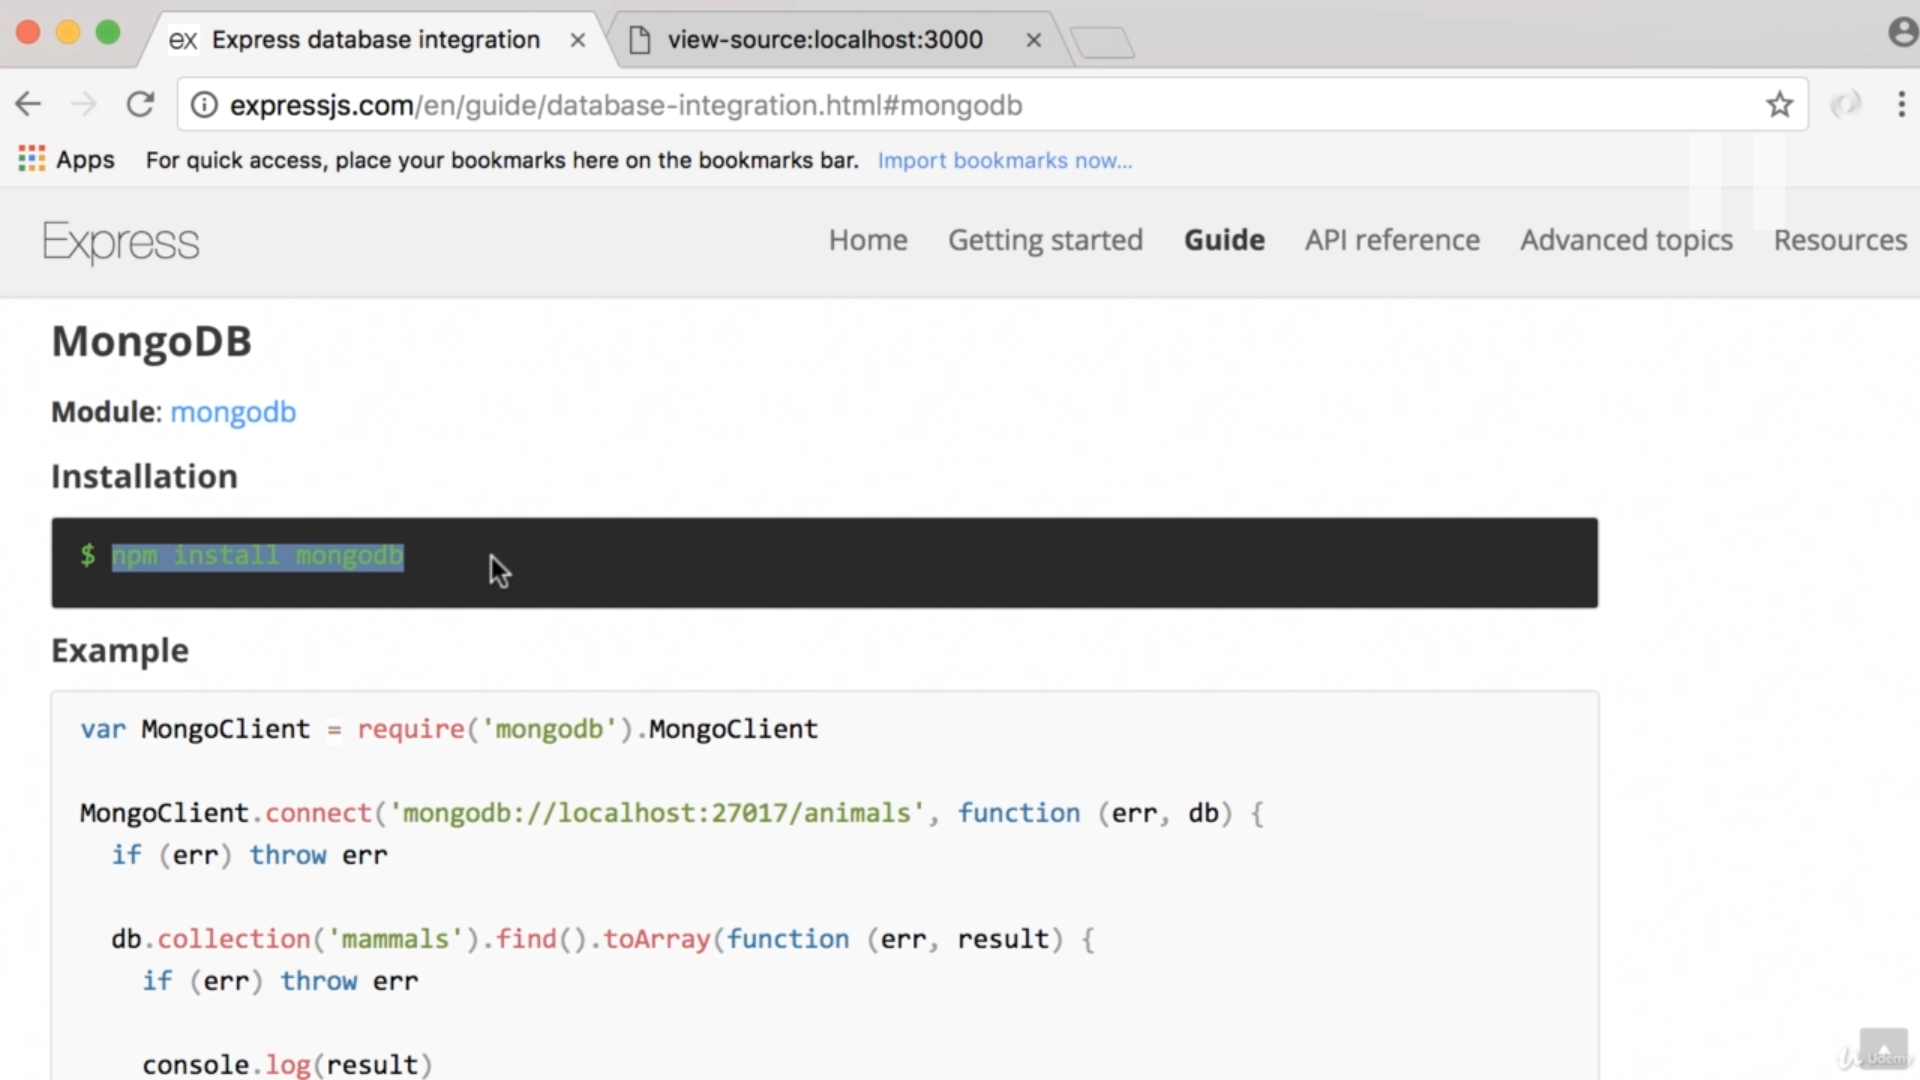 ex Express database integration
view-source:localhost:3000
expressjs.com/en/guide/database-integration.html#mongodb
Apps For quick access, place your bookmarks here on the bookmarks bar. Import bookmarks now...
Express Home Getting started Guide API reference Advanced topics Resources
MongoDB
Module: mongodb
Installation
$ npm install mongodb
Example
var MongoClient = require('mongodb').MongoClient
MongoClient.connect('mongodb://localhost:27017/animals', function (err, db) {
if (err) throw err
db.collection('mammals').find().toArray(function (err, result) {
if (err) throw err
console.log(result)
Udemy